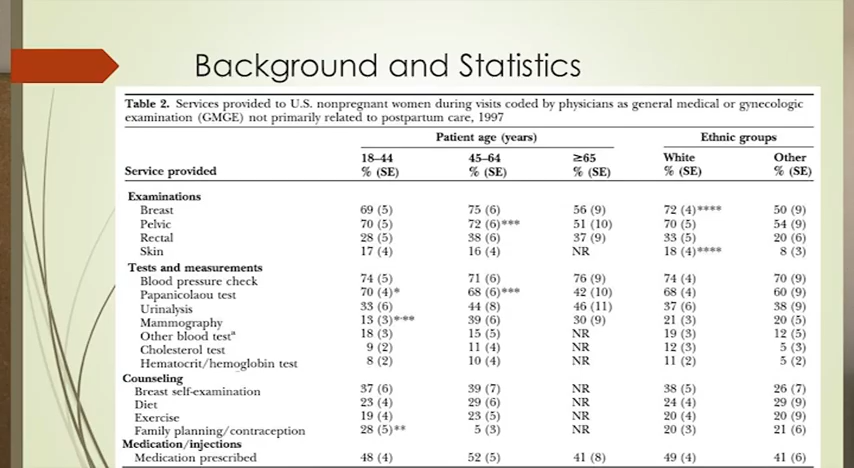 Background and Statistics
Table 2. Services provided to U.S. nonpregnant women during visits coded by physicians as general medical or gynecologic
examination (GMGE) not primarily related to postpartum care, 1997
Patient age (years) Ethnic groups
18–44 45–64 ≥65 White Other
Service provided % (SE) % (SE) % (SE) % (SE) % (SE)
Examinations
Breast 69 (5) 75 (6) 56 (9) 72 (4)**** 50 (9)
Pelvic 70 (5) 72 (6)*** 51 (10) 70 (5) 54 (9)
Rectal 28 (5) 38 (6) 37 (9) 33 (5) 20 (6)
Skin 17 (4) 16 (4) NR 18 (4)**** 8 (3)
Tests and measurements
Blood pressure check 74 (5) 71 (6) 76 (9) 74 (4) 70 (9)
Papanicolaou test 70 (4)* 68 (6)*** 42 (10) 68 (4) 60 (9)
Urinalysis 33 (6) 44 (8) 46 (11) 37 (6) 38 (9)
Mammography 13 (3)*,** 39 (6) 30 (9) 21 (3) 20 (5)
Other blood testª 18 (3) 15 (5) NR 19 (3) 12 (5)
Cholesterol test 9 (2) 11 (4) NR 12 (3) 5 (3)
Hematocrit/hemoglobin test 8 (2) 10 (4) NR 11 (2) 5 (2)
Counseling
Breast self-examination 37 (6) 39 (7) NR 38 (5) 26 (7)
Diet 23 (4) 29 (6) NR 24 (4) 29 (9)
Exercise 19 (4) 23 (5) NR 20 (4) 20 (9)
Family planning/contraception 28 (5)** 5 (3) NR 20 (3) 21 (6)
Medication/injections
Medication prescribed 48 (4) 52 (5) 41 (8) 49 (4) 41 (6)